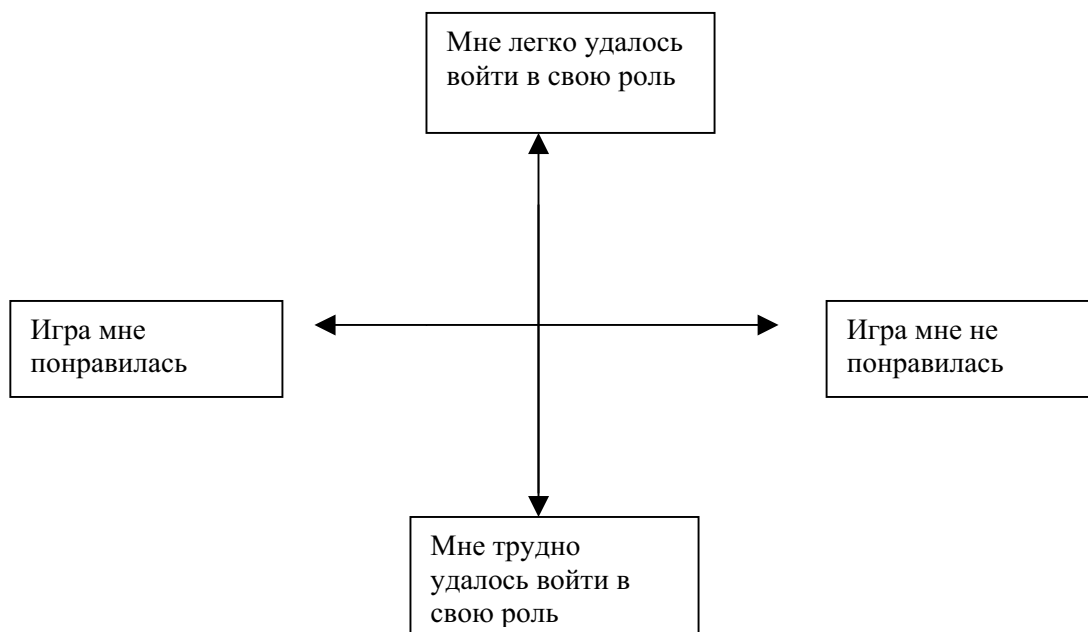 Мне легко удалось
войти в свою роль
Игра мне
понравилась
Игра мне не
понравилась
Мне трудно
удалось войти в
свою роль